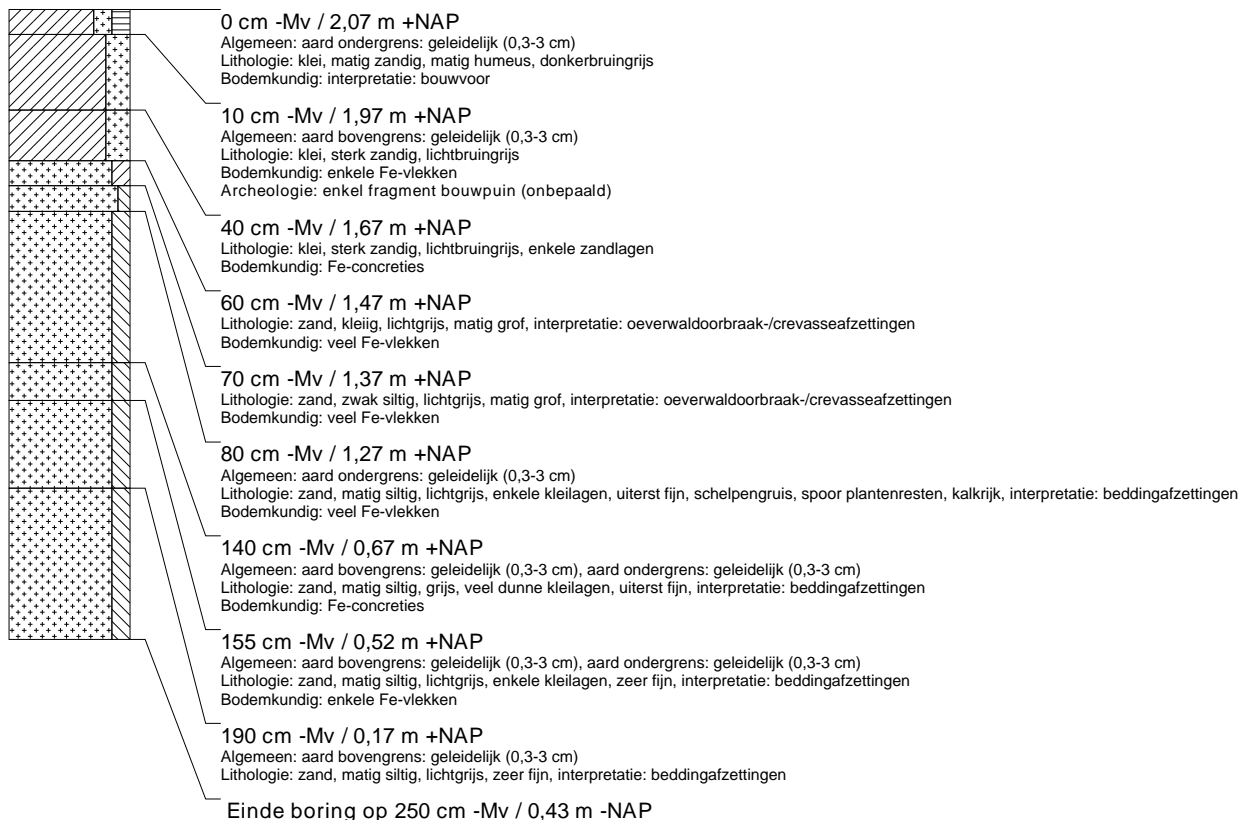 0 cm -Mv / 2,07 m +NAP
Algemeen: aard ondergrens: geleidelijk (0,3-3 cm)
Lithologie: klei, matig zandig, matig humeus, donkerbruingrijs
Bodemkundig: interpretatie: bouwvoor
10 cm -Mv / 1,97 m +NAP
Algemeen: aard bovengrens: geleidelijk (0,3-3 cm)
Lithologie: klei, sterk zandig, lichtbruingrijs
Bodemkundig: enkele Fe-vlekken
Archeologie: enkel fragment bouwpuin (onbepaald)
40 cm -Mv / 1,67 m +NAP
Lithologie: klei, sterk zandig, lichtbruingrijs, enkele zandlagen
Bodemkundig: Fe-concreties
60 cm -Mv / 1,47 m +NAP
Lithologie: zand, kleiig, lichtgrijs, matig grof, interpretatie: oeverwaldoorbraak-/crevasseafzettingen
Bodemkundig: veel Fe-vlekken
70 cm -Mv / 1,37 m +NAP
Lithologie: zand, zwak siltig, lichtgrijs, matig grof, interpretatie: oeverwaldoorbraak-/crevasseafzettingen
Bodemkundig: veel Fe-vlekken
80 cm -Mv / 1,27 m +NAP
Algemeen: aard ondergrens: geleidelijk (0,3-3 cm)
Lithologie: zand, matig siltig, lichtgrijs, enkele kleilagen, uiterst fijn, schelpengruis, spoor plantenresten, kalkrijk, interpretatie: beddingafzettingen
Bodemkundig: veel Fe-vlekken
140 cm -Mv / 0,67 m +NAP
Algemeen: aard bovengrens: geleidelijk (0,3-3 cm), aard ondergrens: geleidelijk (0,3-3 cm)
Lithologie: zand, matig siltig, grijs, veel dunne kleilagen, uiterst fijn, interpretatie: beddingafzettingen
Bodemkundig: Fe-concreties
155 cm -Mv / 0,52 m +NAP
Algemeen: aard bovengrens: geleidelijk (0,3-3 cm), aard ondergrens: geleidelijk (0,3-3 cm)
Lithologie: zand, matig siltig, lichtgrijs, enkele kleilagen, zeer fijn, interpretatie: beddingafzettingen
Bodemkundig: enkele Fe-vlekken
190 cm -Mv / 0,17 m +NAP
Algemeen: aard bovengrens: geleidelijk (0,3-3 cm)
Lithologie: zand, matig siltig, lichtgrijs, zeer fijn, interpretatie: beddingafzettingen
Einde boring op 250 cm -Mv / 0,43 m -NAP